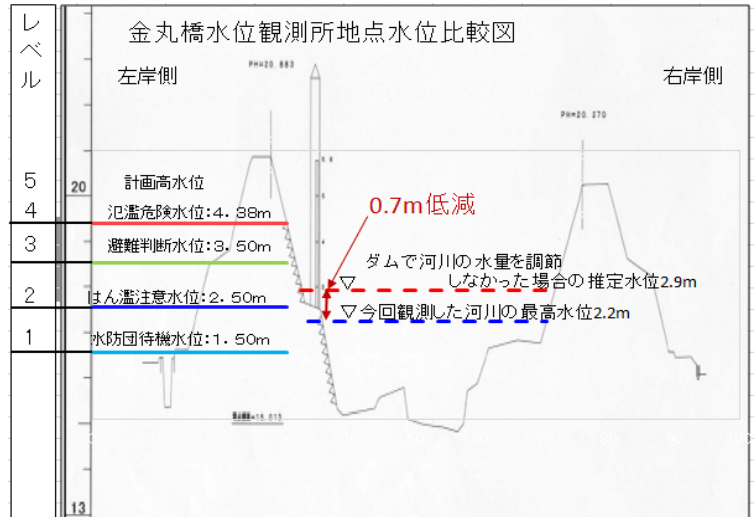 レベル
金丸橋水位観測所地点水位比較図
PH=20.883
左岸側
右岸側
PH=20.270
5
計画高水位
20
4
氾濫危険水位:4.38m
0.7m低減
3
避難判断水位:3.50m
ダムで河川の水量を調節
しなかった場合の推定水位2.9m
2
はん濫注意水位:2.50m
▽
▽今回観測した河川の最高水位2.2m
1
水防団待機水位:1.50m
13